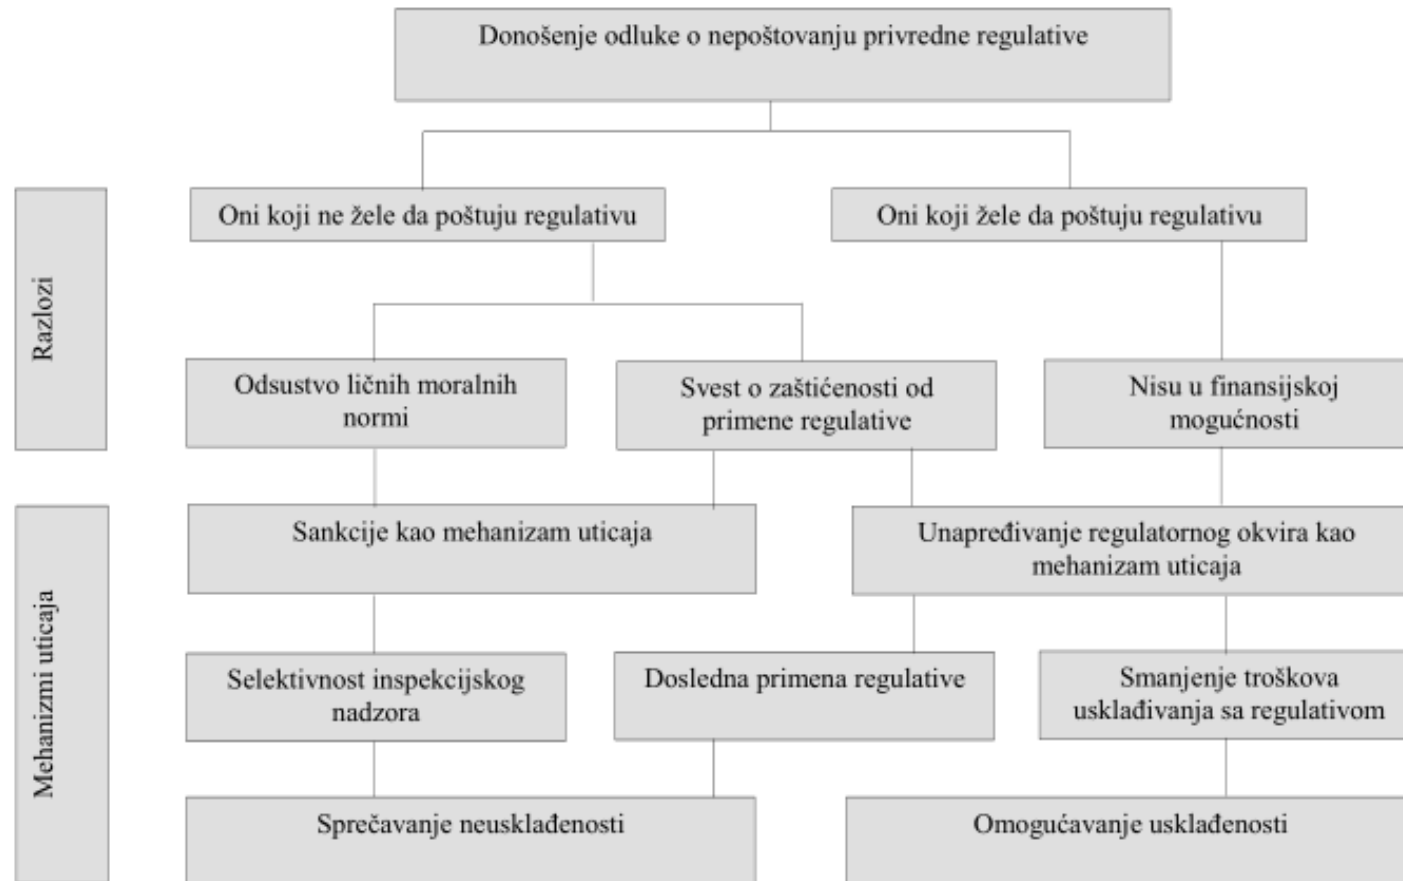 Donošenje odluke o nepoštovanju privredne regulative
Razlozi
Oni koji ne žele da poštuju regulativu
Oni koji žele da poštuju regulativu
Odsustvo ličnih moralnih
normi
Svest o zaštićenosti od
primene regulative
Nisu u finansijskoj
mogućnosti
Mehanizmi uticaja
Sankcije kao mehanizam uticaja
Unapređivanje regulatornog okvira kao
mehanizam uticaja
Selektivnost inspekcijskog
nadzora
Dosledna primena regulative
Smanjenje troškova
usklađivanja sa regulativom
Sprečavanje neusklađenosti
Omogućavanje usklađenosti